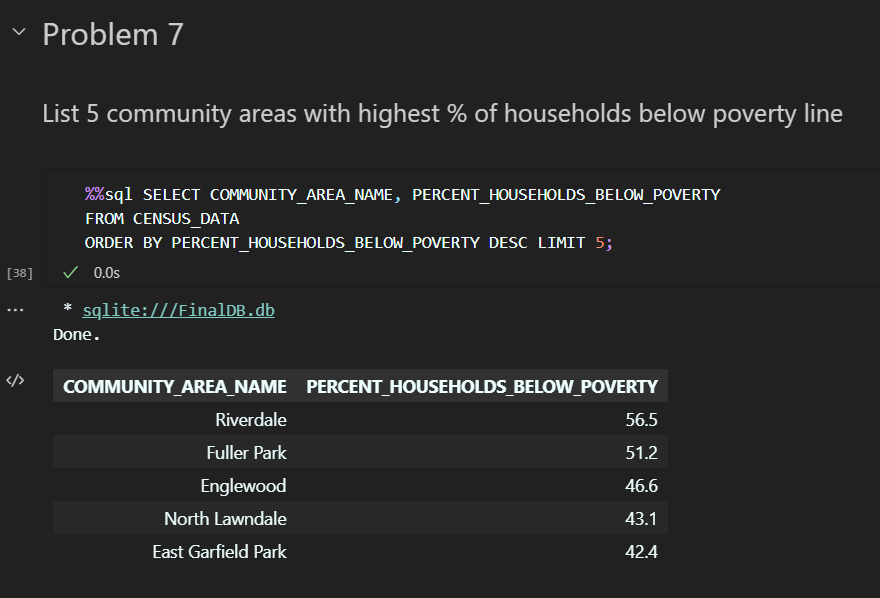 Problem 7
List 5 community areas with highest % of households below poverty line
%%sql SELECT COMMUNITY_AREA_NAME, PERCENT_HOUSEHOLDS_BELOW_POVERTY
FROM CENSUS_DATA
ORDER BY PERCENT_HOUSEHOLDS_BELOW_POVERTY DESC LIMIT 5;
[38] 0.0s
* sqlite:///FinalDB.db
Done.
COMMUNITY_AREA_NAME PERCENT_HOUSEHOLDS_BELOW_POVERTY
Riverdale 56.5
Fuller Park 51.2
Englewood 46.6
North Lawndale 43.1
East Garfield Park 42.4